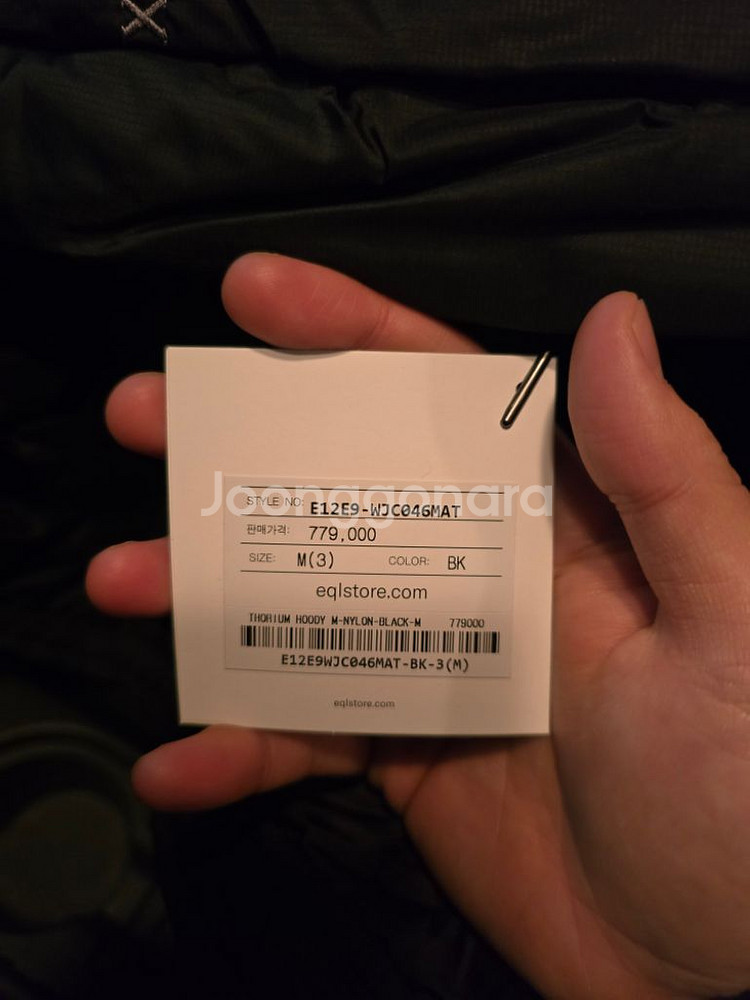 Joonggonara
STYLE NO: E12E9-WJC046MAT
판매가격: 779,000
SIZE: M(3) COLOR: BK
eqlstore.com
THORIUM HOODY M-NYLON-BLACK-M 779000
E12E9WJC046MAT-BK-3(M)
eqlstore.com